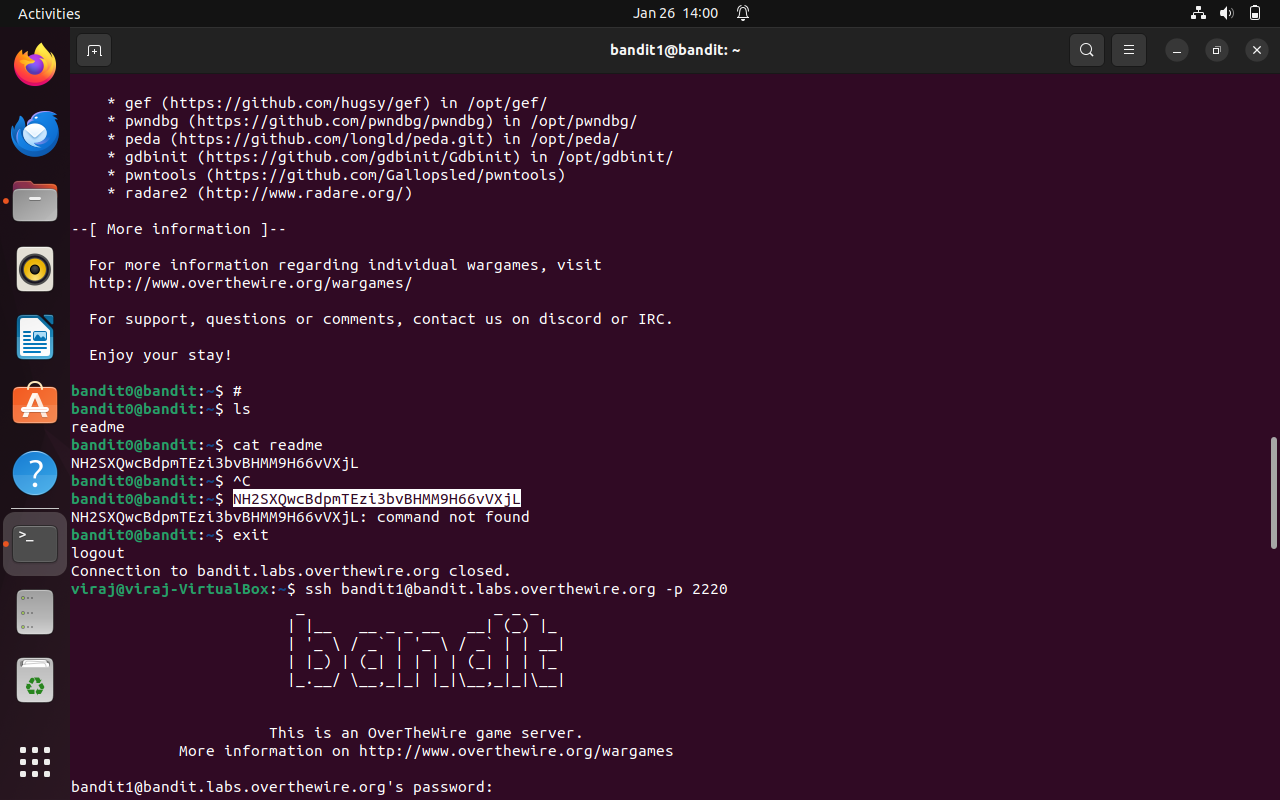 Activities
Jan 26 14:00
bandit1@bandit: ~
* gef (https://github.com/hugsy/gef) in /opt/gef/
* pwndbg (https://github.com/pwndbg/pwndbg) in /opt/pwndbg/
* peda (https://github.com/longld/peda.git) in /opt/peda/
* gdbinit (https://github.com/gdbinit/Gdbinit) in /opt/gdbinit/
* pwntools (https://github.com/Gallopsled/pwntools)
* radare2 (http://www.radare.org/)
--[ More information ]--
For more information regarding individual wargames, visit
http://www.overthewire.org/wargames/
For support, questions or comments, contact us on discord or IRC.
Enjoy your stay!
bandit0@bandit:~$ #
bandit0@bandit:~$ ls
readme
bandit0@bandit:~$ cat readme
NH2SXQwcBdpmTEzi3bvBHMM9H66vVXjL
bandit0@bandit:~$ ^C
bandit0@bandit:~$ NH2SXQwcBdpmTEzi3bvBHMM9H66vVXjL
NH2SXQwcBdpmTEzi3bvBHMM9H66vVXjL: command not found
bandit0@bandit:~$ exit
logout
Connection to bandit.labs.overthewire.org closed.
viraj@viraj-VirtualBox:~$ ssh bandit1@bandit.labs.overthewire.org -p 2220
bandit
This is an OverTheWire game server.
More information on http://www.overthewire.org/wargames
bandit1@bandit.labs.overthewire.org's password: